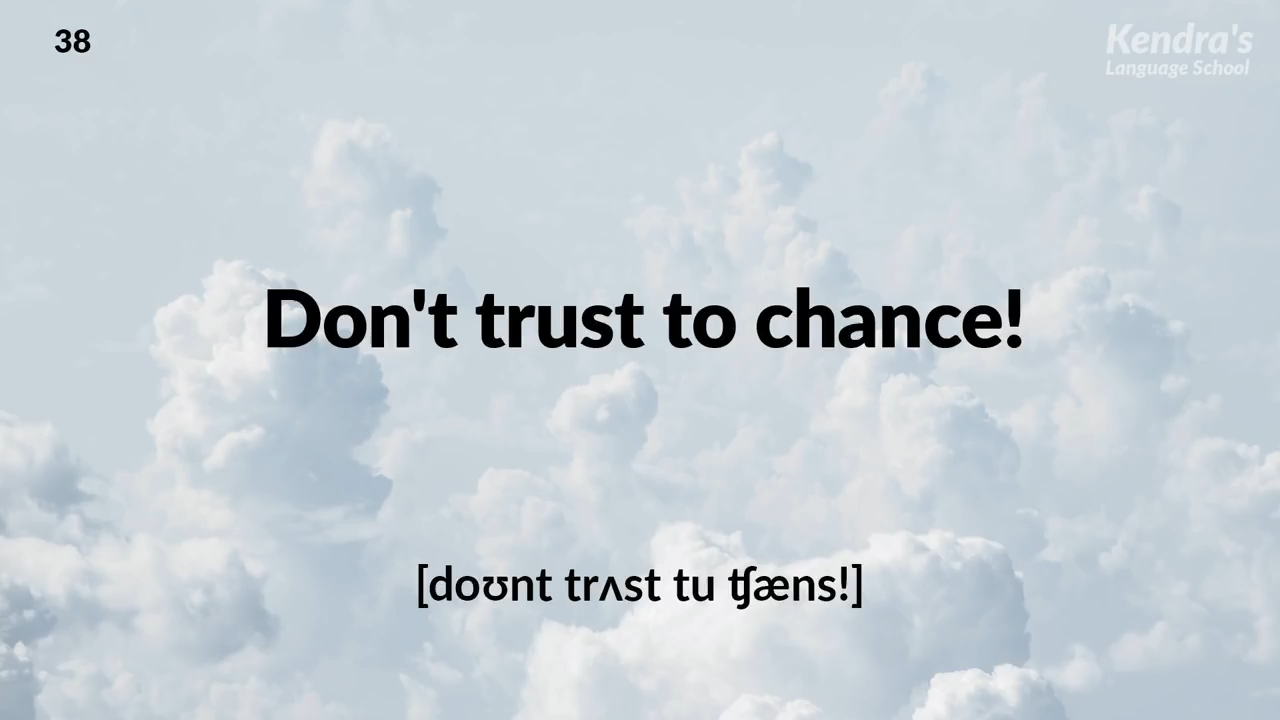 38
Kendra's
Language School
Don't trust to chance!
[doʊnt trʌst tu ʧæns!]